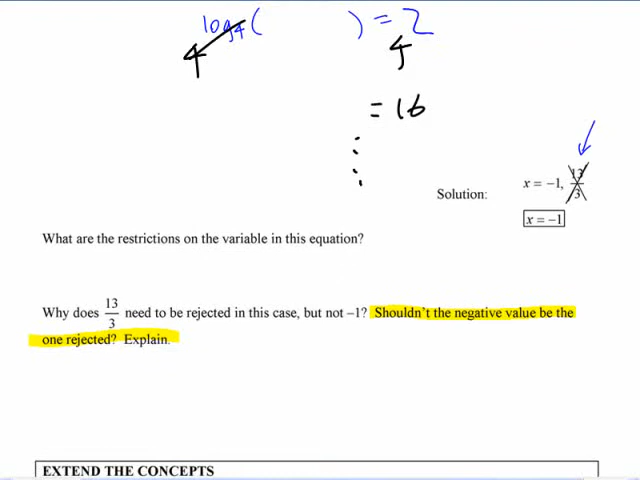 log4(      ) = 2
4      4
= 16
Solution: x = −1, 13/3
x = −1
What are the restrictions on the variable in this equation?
Why does 13/3 need to be rejected in this case, but not −1? Shouldn't the negative value be the
one rejected? Explain.
EXTEND THE CONCEPTS